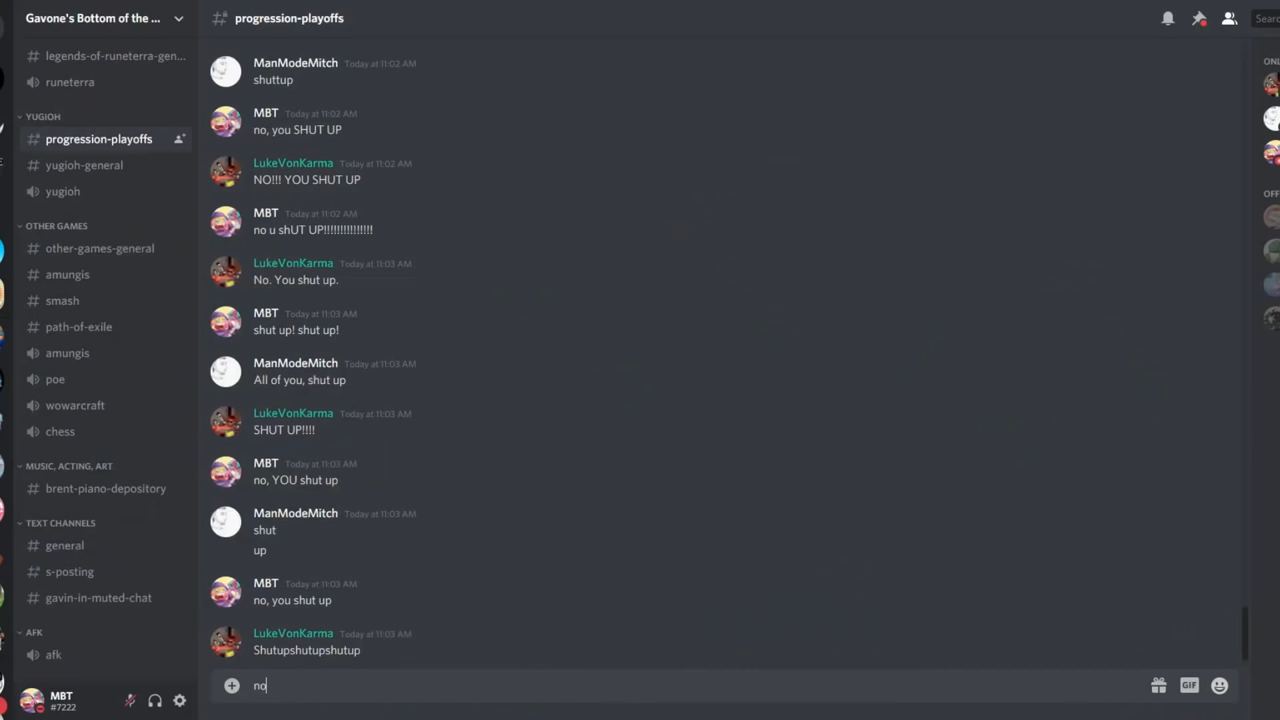 Gavone's Bottom of the ...
legends-of-runeterra-gen...
runeterra
YUGIOH
progression-playoffs
yugioh-general
yugioh
OTHER GAMES
other-games-general
amungis
smash
path-of-exile
amungis
poe
wowarcraft
chess
MUSIC, ACTING, ART
brent-piano-depository
TEXT CHANNELS
general
s-posting
gavin-in-muted-chat
AFK
afk
MBT
#7222
progression-playoffs
ManModeMitch Today at 11:02 AM
shuttup
MBT Today at 11:02 AM
no, you SHUT UP
LukeVonKarma Today at 11:02 AM
NO!!! YOU SHUT UP
MBT Today at 11:02 AM
no u shUT UP!!!!!!!!!!!!!!!
LukeVonKarma Today at 11:03 AM
No. You shut up.
MBT Today at 11:03 AM
shut up! shut up!
ManModeMitch Today at 11:03 AM
All of you, shut up
LukeVonKarma Today at 11:03 AM
SHUT UP!!!!
MBT Today at 11:03 AM
no, YOU shut up
ManModeMitch Today at 11:03 AM
shut
up
MBT Today at 11:03 AM
no, you shut up
LukeVonKarma Today at 11:03 AM
Shutupshutupshutup
no
GIF
Searc
ONL
OFF